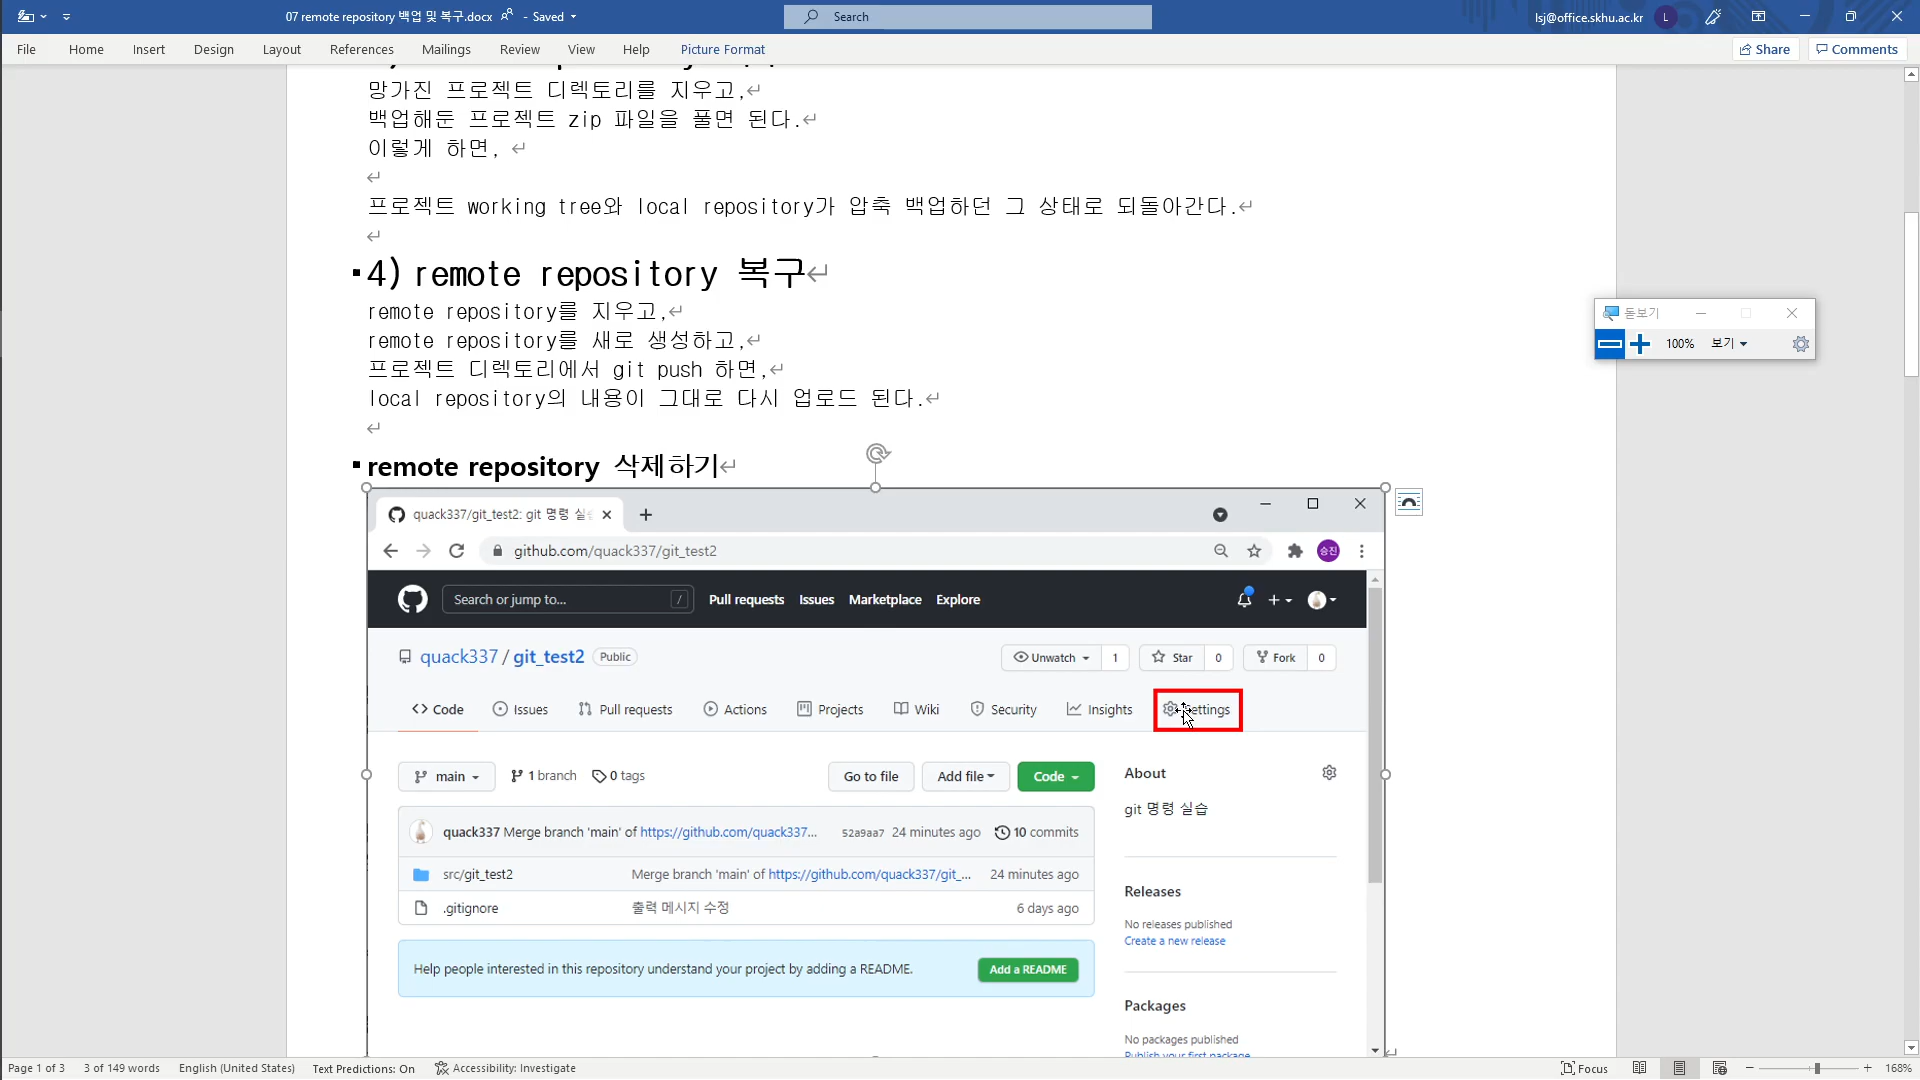 07 remote repository 백업 및 복구.docx - Saved
Search
lsj@office.skhu.ac.kr
L
File Home Insert Design Layout References Mailings Review View Help Picture Format
Share Comments
망가진 프로젝트 디렉토리를 지우고,
백업해둔 프로젝트 zip 파일을 풀면 된다.
이렇게 하면,
프로젝트 working tree와 local repository가 압축 백업하던 그 상태로 되돌아간다.
4) remote repository 복구
remote repository를 지우고,
remote repository를 새로 생성하고,
프로젝트 디렉토리에서 git push 하면,
local repository의 내용이 그대로 다시 업로드 된다.
돋보기
100% 보기
remote repository 삭제하기
quack337/git_test2: git 명령 실
github.com/quack337/git_test2
승진
Search or jump to... /
Pull requests Issues Marketplace Explore
quack337 / git_test2 Public
Unwatch 1 Star 0 Fork 0
Code Issues Pull requests Actions Projects Wiki Security Insights Settings
main 1 branch 0 tags
Go to file Add file Code
About
git 명령 실습
quack337 Merge branch 'main' of https://github.com/quack337... 52a9aa7 24 minutes ago 10 commits
src/git_test2 Merge branch 'main' of https://github.com/quack337/git_... 24 minutes ago
.gitignore 출력 메시지 수정 6 days ago
Releases
No releases published
Create a new release
Help people interested in this repository understand your project by adding a README. Add a README
Packages
No packages published
Publish your first package
Page 1 of 3 3 of 149 words English (United States) Text Predictions: On Accessibility: Investigate
Focus 168%